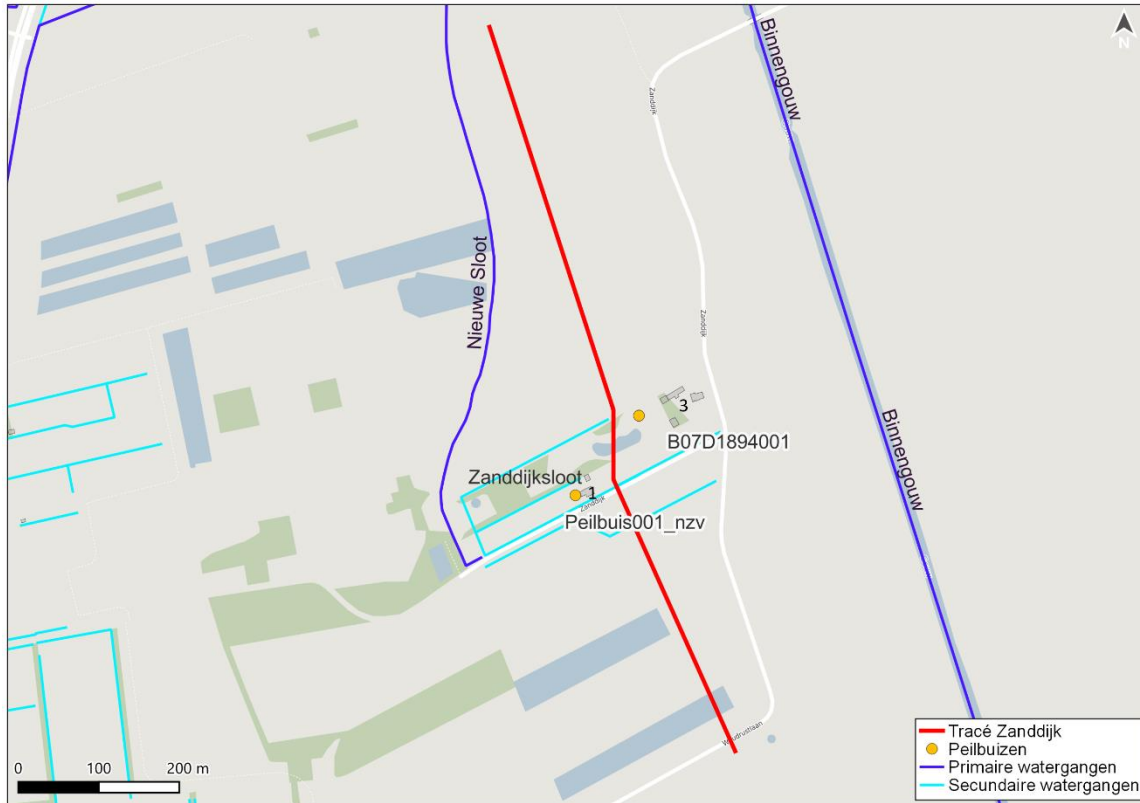 Binnengouw
N
Zanddijk
Nieuwe Sloot
Zanddijk
3
B07D1894001
Binnengouw
Zanddijksloot
1
Zanddijk
Peilbuis001_nzv
Tracé Zanddijk
Peilbuizen
Primaire watergangen
Secundaire watergangen
0 100 200 m